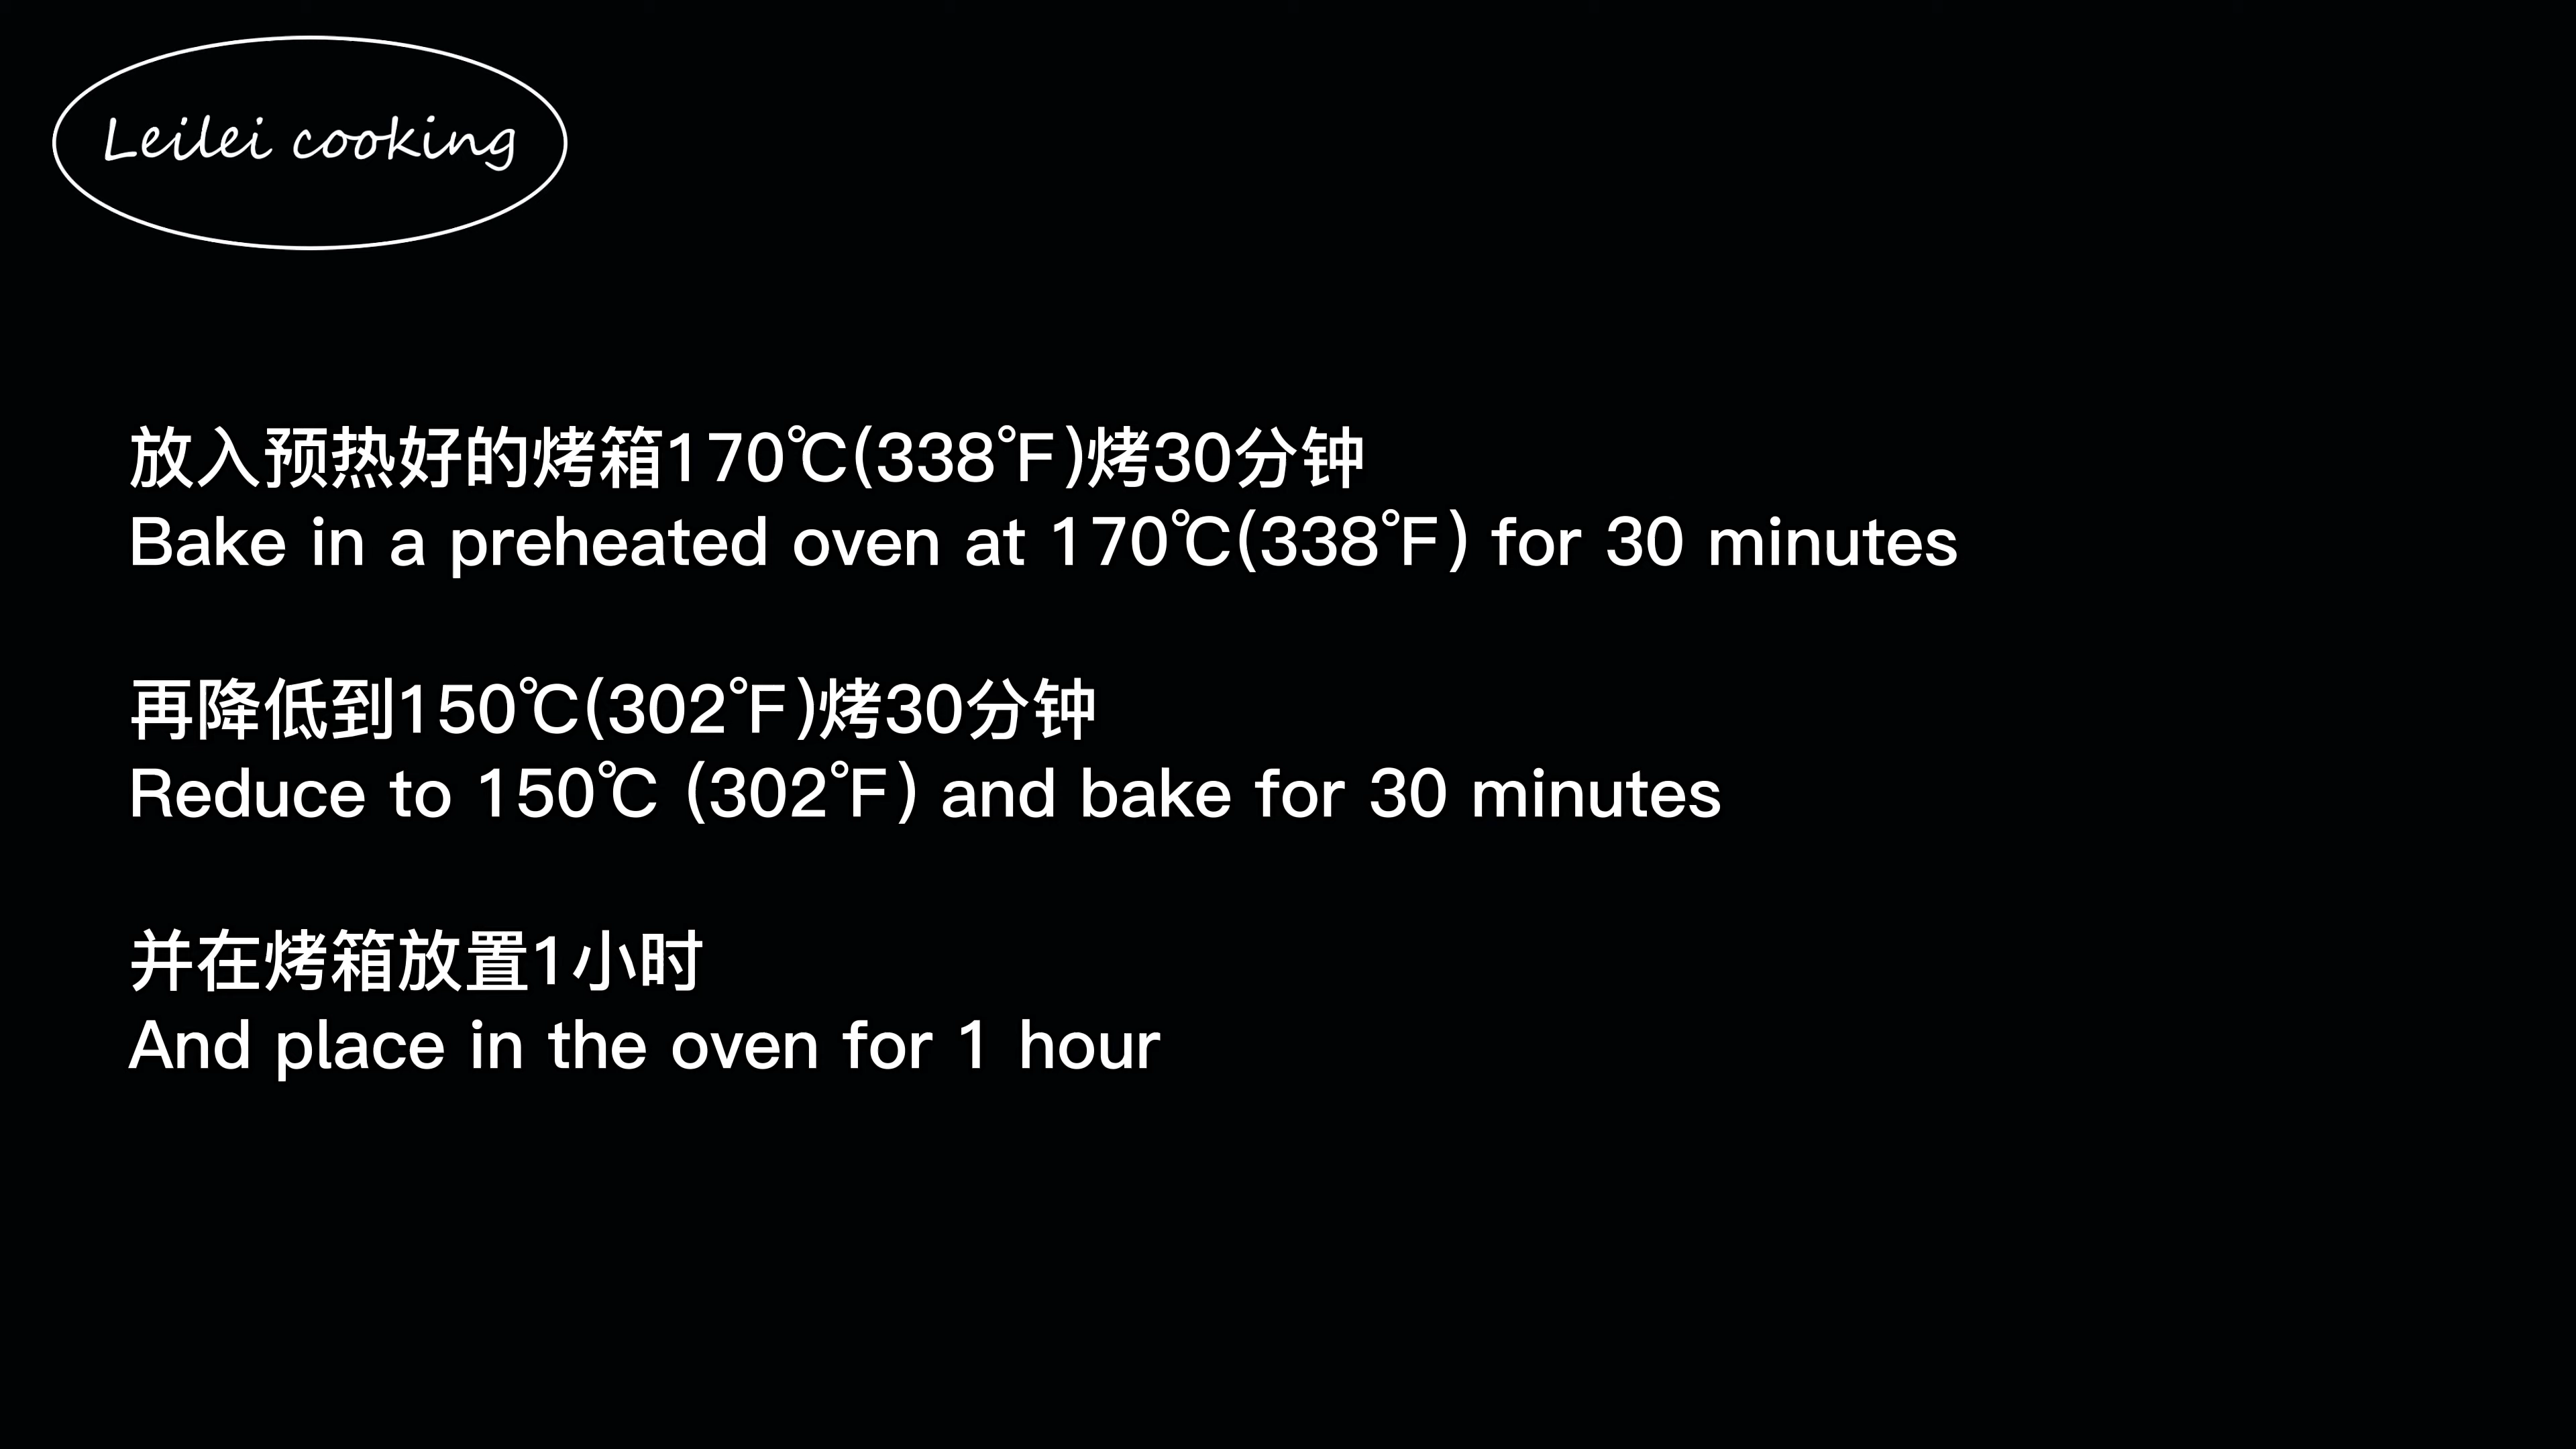 Leilei cooking
放入预热好的烤箱170℃(338℉)烤30分钟
Bake in a preheated oven at 170℃(338℉) for 30 minutes
再降低到150℃(302℉)烤30分钟
Reduce to 150℃ (302℉) and bake for 30 minutes
并在烤箱放置1小时
And place in the oven for 1 hour